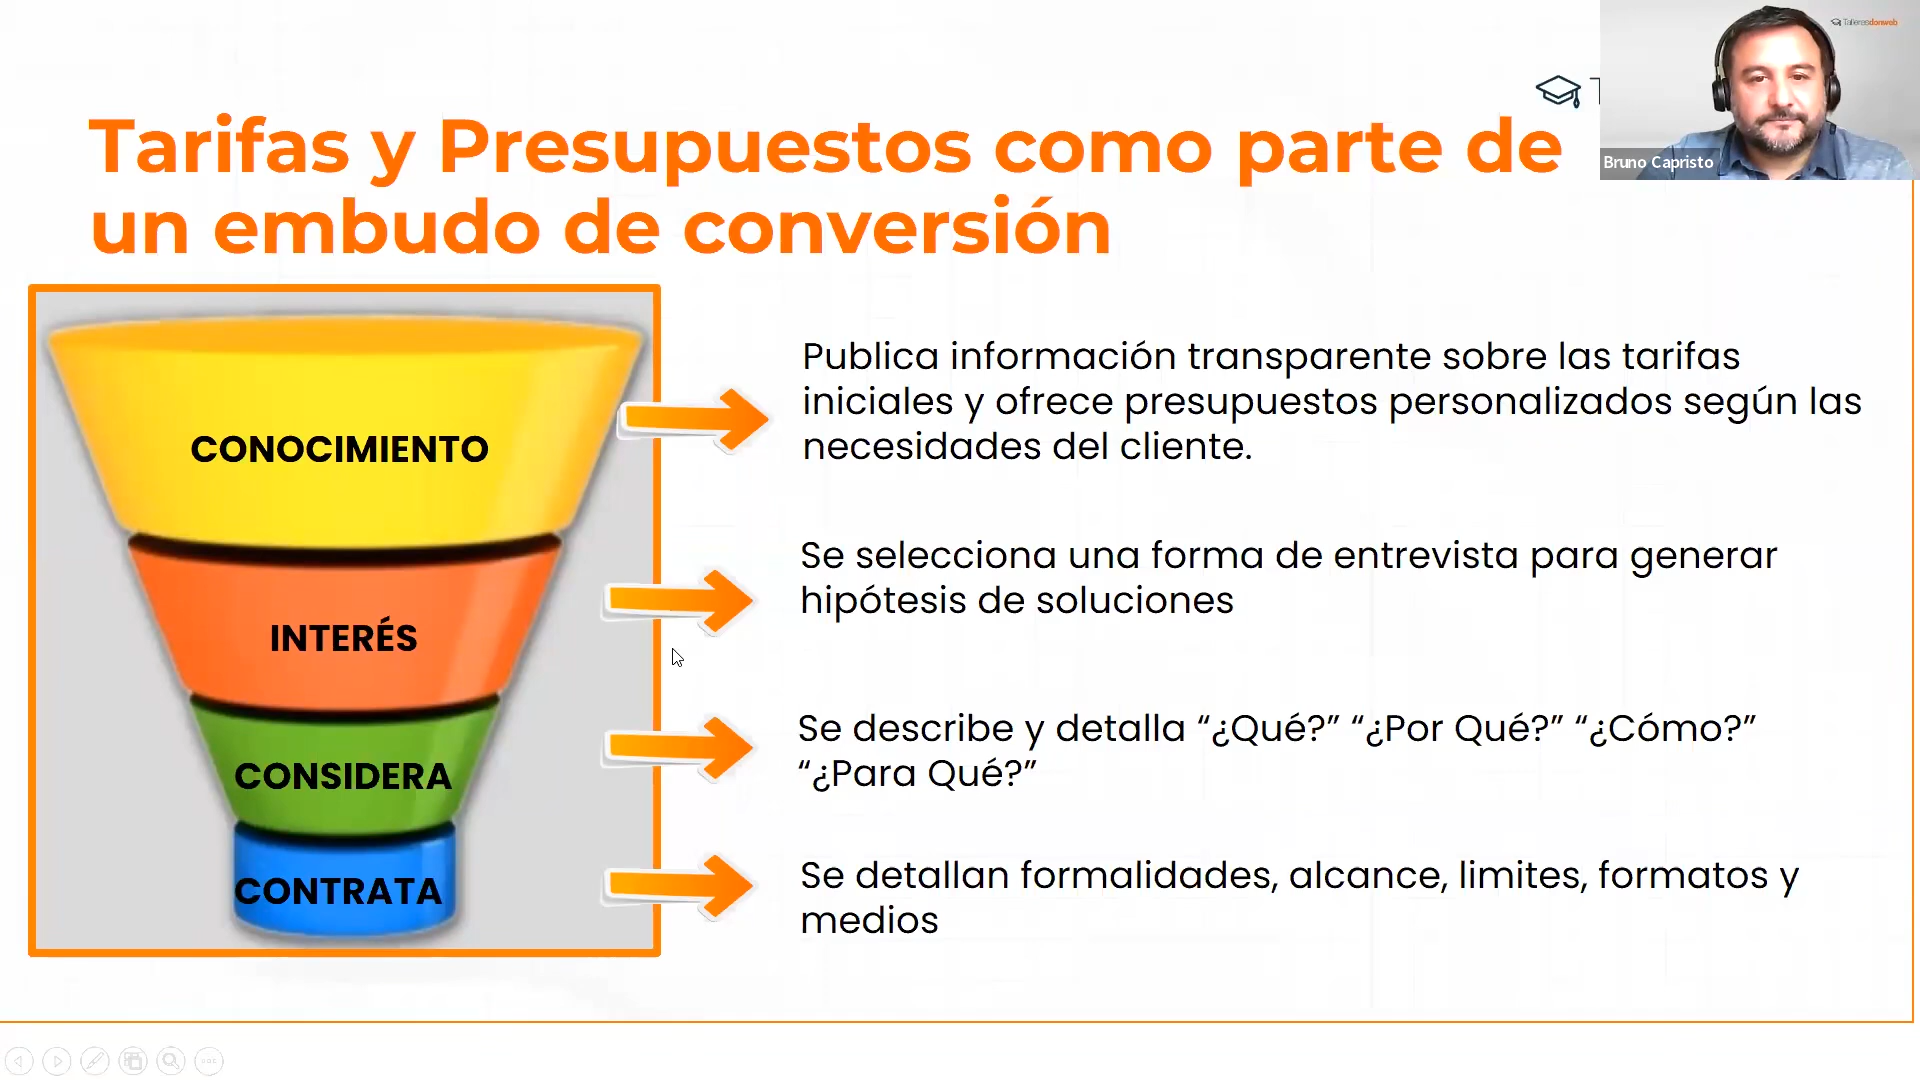 Talleresdonweb
T
Bruno Capristo
Tarifas y Presupuestos como parte de
un embudo de conversión
CONOCIMIENTO
Publica información transparente sobre las tarifas
iniciales y ofrece presupuestos personalizados según las
necesidades del cliente.
INTERÉS
Se selecciona una forma de entrevista para generar
hipótesis de soluciones
CONSIDERA
Se describe y detalla “¿Qué?” “¿Por Qué?” “¿Cómo?”
“¿Para Qué?”
CONTRATA
Se detallan formalidades, alcance, limites, formatos y
medios